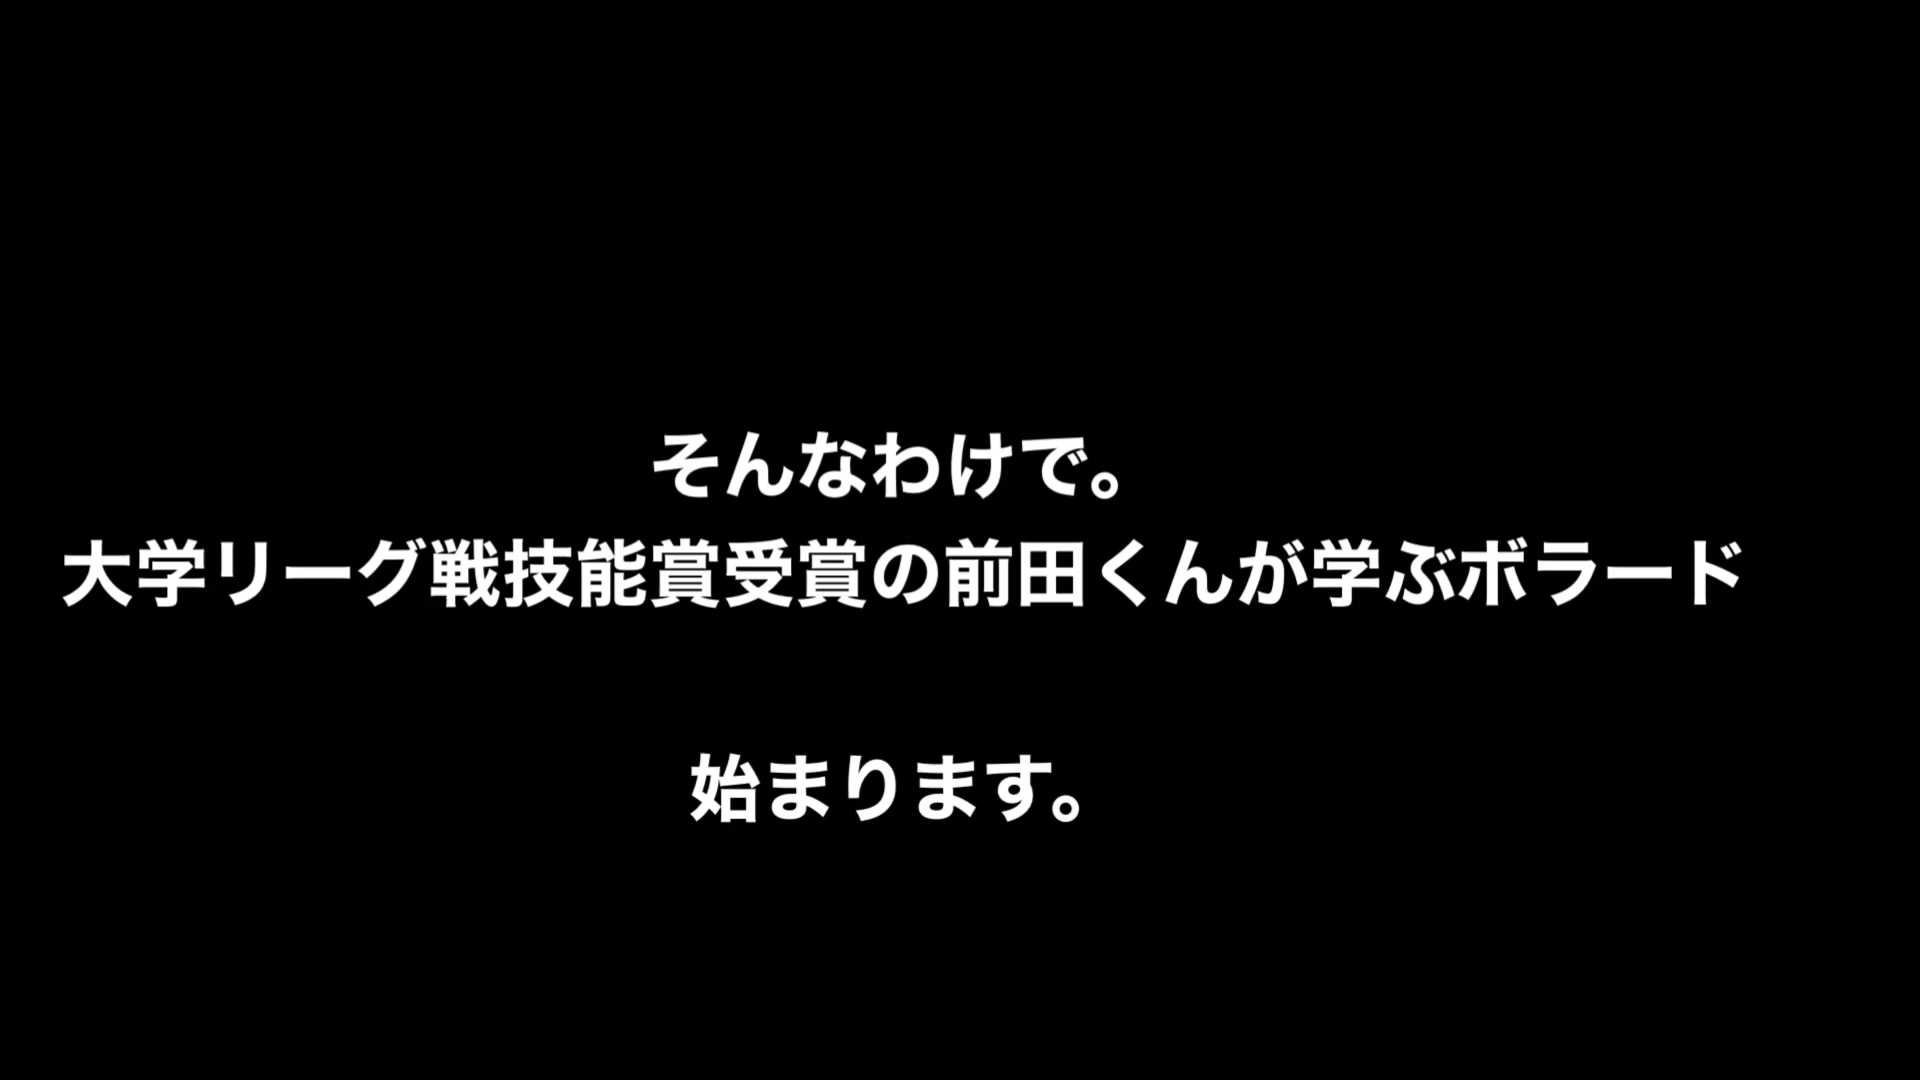 そんなわけで。
大学リーグ戦技能賞受賞の前田くんが学ぶボラード
始まります。